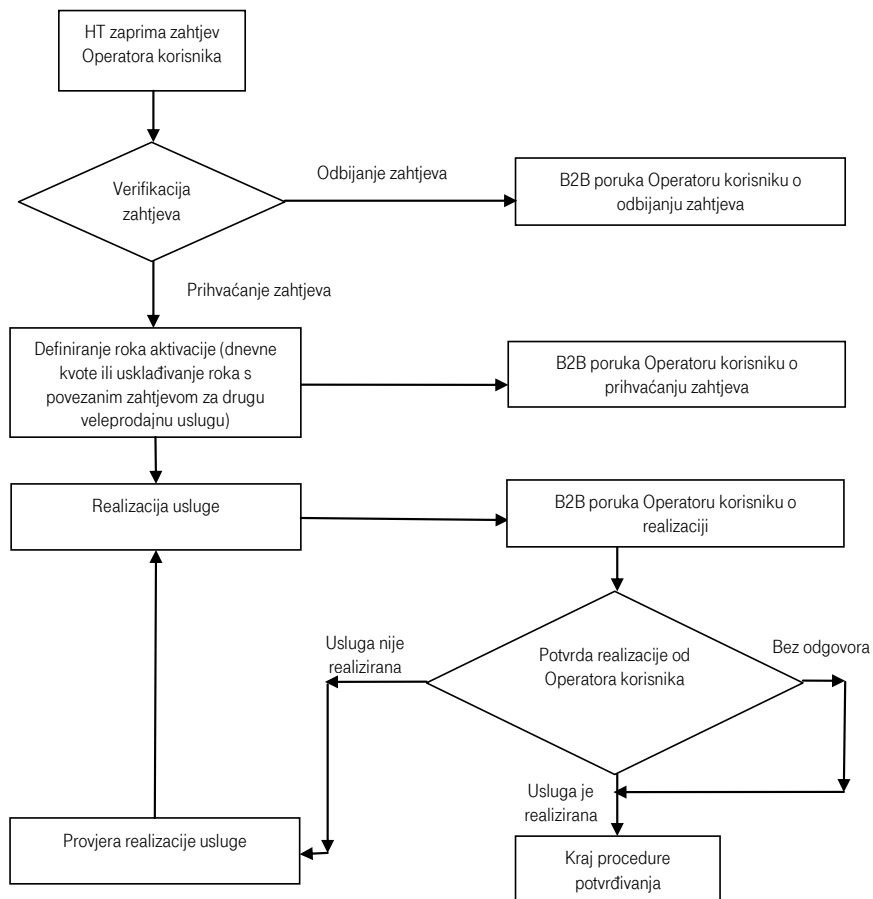 HT zaprima zahtjev
Operatora korisnika
Verifikacija
zahtjeva
Odbijanje zahtjeva
B2B poruka Operatoru korisniku o
odbijanju zahtjeva
Prihvaćanje zahtjeva
Definiranje roka aktivacije (dnevne
kvote ili usklađivanje roka s
povezanim zahtjevom za drugu
veleprodajnu uslugu)
B2B poruka Operatoru korisniku o
prihvaćanju zahtjeva
Realizacija usluge
B2B poruka Operatoru korisniku o
realizaciji
Usluga nije
realizirana
Potvrda realizacije od
Operatora korisnika
Bez odgovora
Usluga je
realizirana
Provjera realizacije usluge
Kraj procedure
potvrđivanja